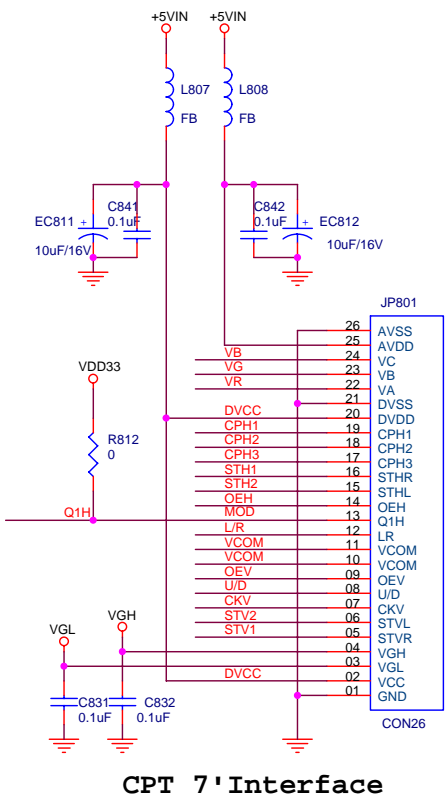 +5VIN +5VIN
L807 L808
FB FB
C841 C842
EC811 + 0.1uF 0.1uF + EC812
10uF/16V 10uF/16V
JP801
26 AVSS
25 AVDD
VB 24 VC
VG 23 VB
VR 22 VA
21 DVSS
DVCC 20 DVDD
CPH1 19 CPH1
CPH2 18 CPH2
CPH3 17 CPH3
STH1 16 STHR
STH2 15 STHL
OEH 14 OEH
VDD33
R812
0
Q1H MOD 13 Q1H
L/R 12 LR
VCOM 11 VCOM
VCOM 10 VCOM
OEV 09 OEV
U/D 08 U/D
CKV 07 CKV
STV2 06 STVL
STV1 05 STVR
VGL VGH
04 VGH
03 VGL
DVCC 02 VCC
01 GND
C831 C832
0.1uF 0.1uF
CON26
CPT 7'Interface